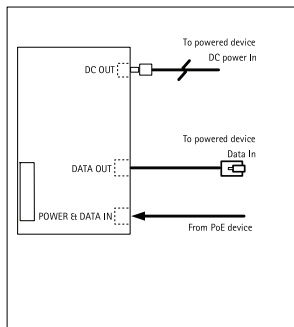 To powered device
DC power In
DC OUT
To powered device
Data In
DATA OUT
POWER & DATA IN
From PoE device